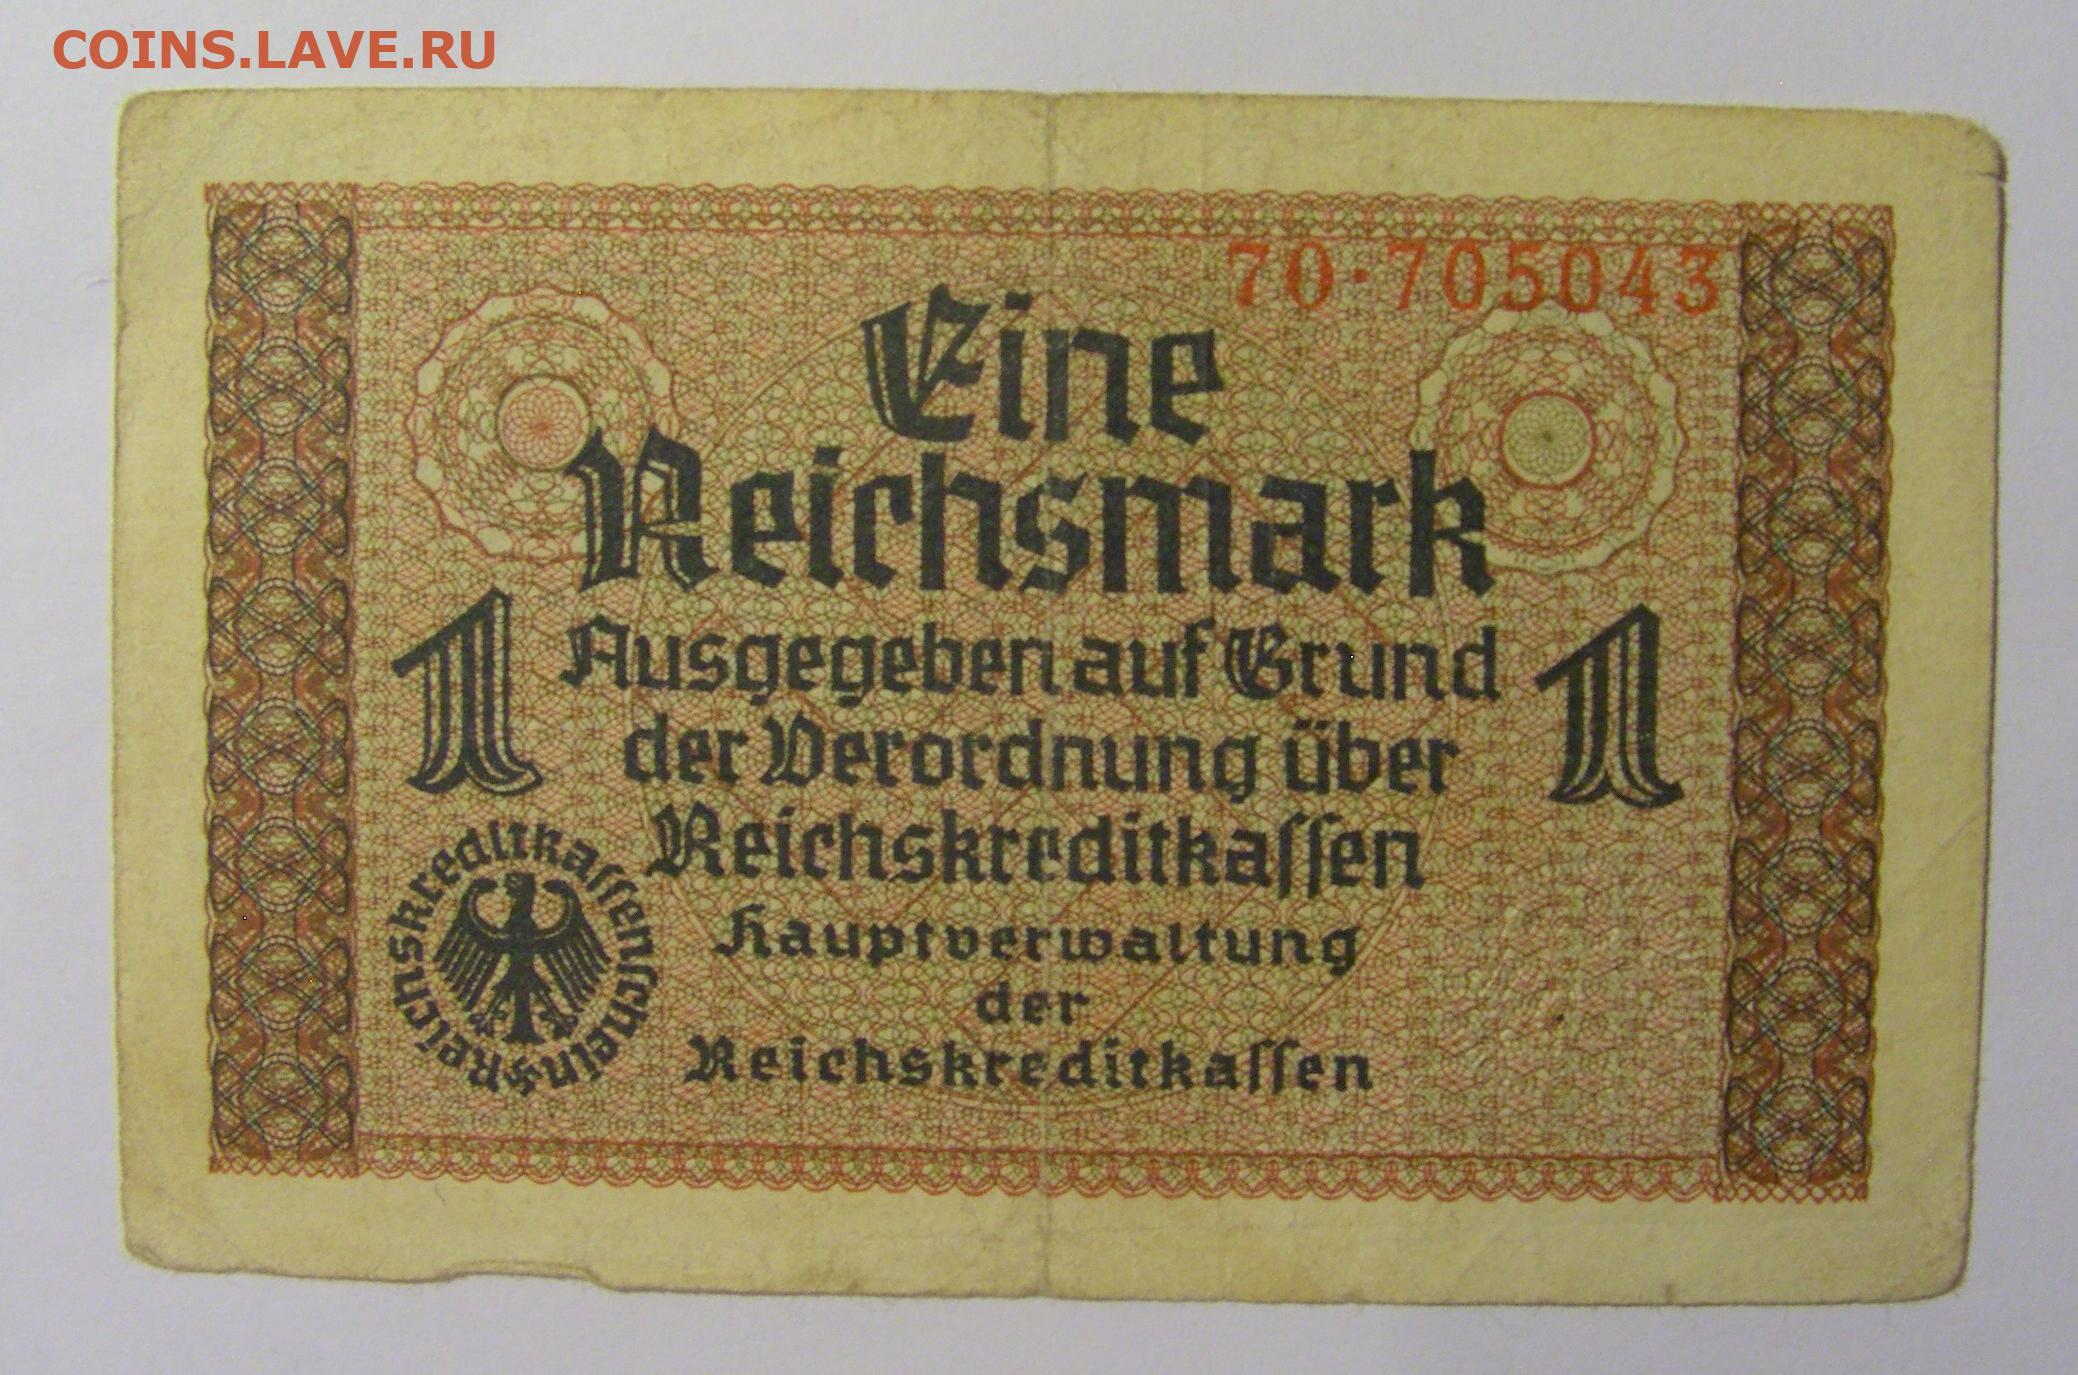 COINS.LAVE.RU
70·705043
Eine
Reichsmark
1 Ausgegeben auf Grund 1
der Verordnung über
Reichskreditkaſſen
Hauptverwaltung
der
Reichskreditkaſſen
Reichskreditkaſſenſchein